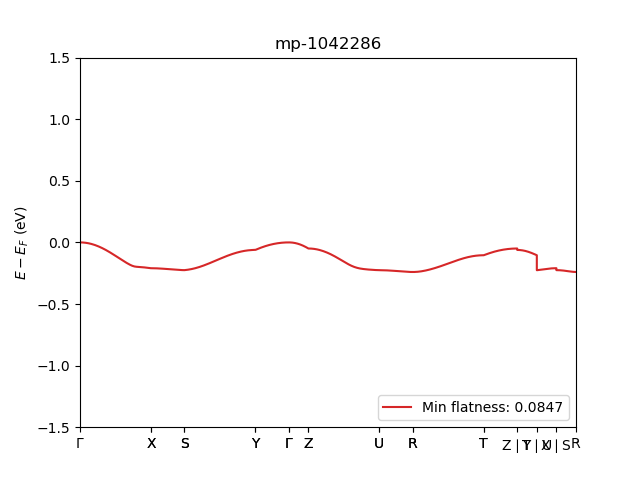 mp-1042286
1.5
1.0
0.5
0.0
−0.5
−1.0
−1.5
E − E_F (eV)
Min flatness: 0.0847
Γ X S Y Γ Z U R T Z|T Y|X U|S R